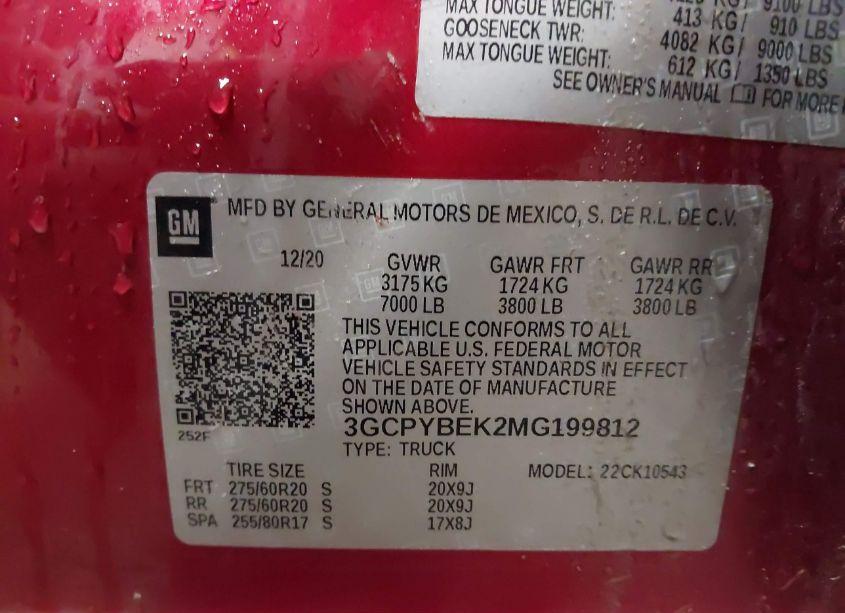 KG/ 9100 LBS
MAX TONGUE WEIGHT: 413 KG/ 910 LBS
GOOSENECK TWR: 4082 KG/ 9000 LBS
MAX TONGUE WEIGHT: 612 KG/ 1350 LBS
SEE OWNER'S MANUAL FOR MORE
GM
MFD BY GENERAL MOTORS DE MEXICO, S. DE R.L. DE C.V.
12/20 GVWR GAWR FRT GAWR RR
3175 KG 1724 KG 1724 KG
7000 LB 3800 LB 3800 LB
THIS VEHICLE CONFORMS TO ALL
APPLICABLE U.S. FEDERAL MOTOR
VEHICLE SAFETY STANDARDS IN EFFECT
ON THE DATE OF MANUFACTURE
SHOWN ABOVE.
252F
3GCPYBEK2MG199812
TYPE: TRUCK
TIRE SIZE RIM MODEL: 22CK10543
FRT 275/60R20 S 20X9J
RR 275/60R20 S 20X9J
SPA 255/80R17 S 17X8J